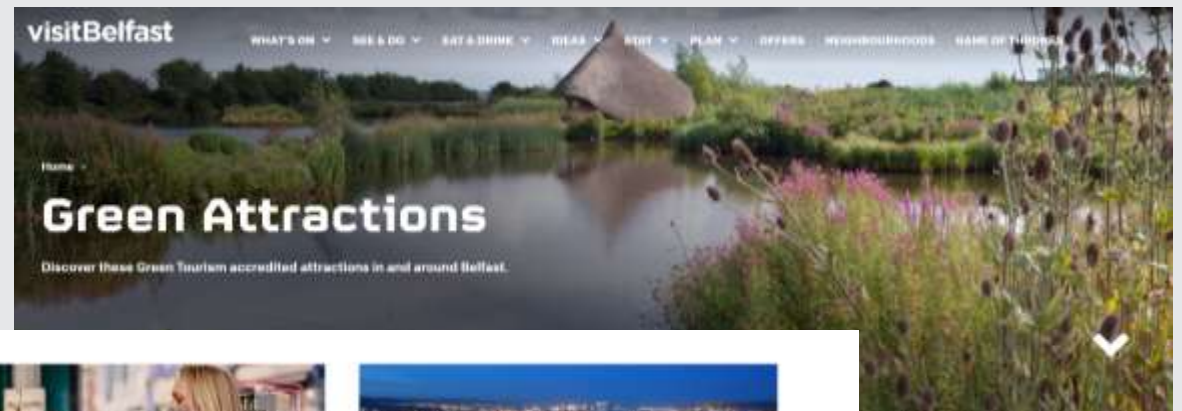 visitBelfast
WHAT'S ON SEE & DO EAT & DRINK IDEAS STAY PLAN OFFERS NEIGHBOURHOODS GAME OF THRONES
Home
Green Attractions
Discover these Green Tourism accredited attractions in and around Belfast.